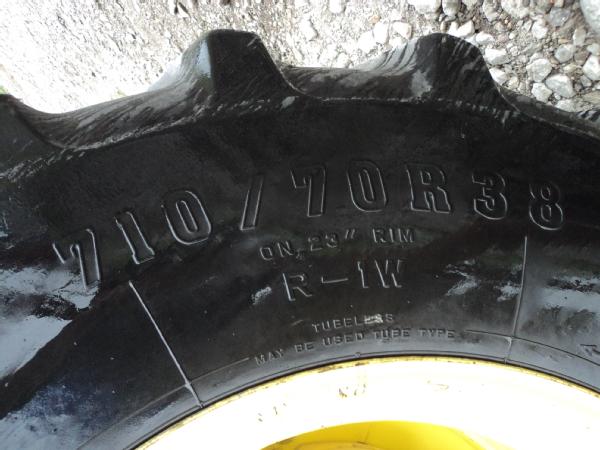 710/70R38
ON 23" RIM
R-1W
TUBELESS
MAY BE USED TUBE TYPE